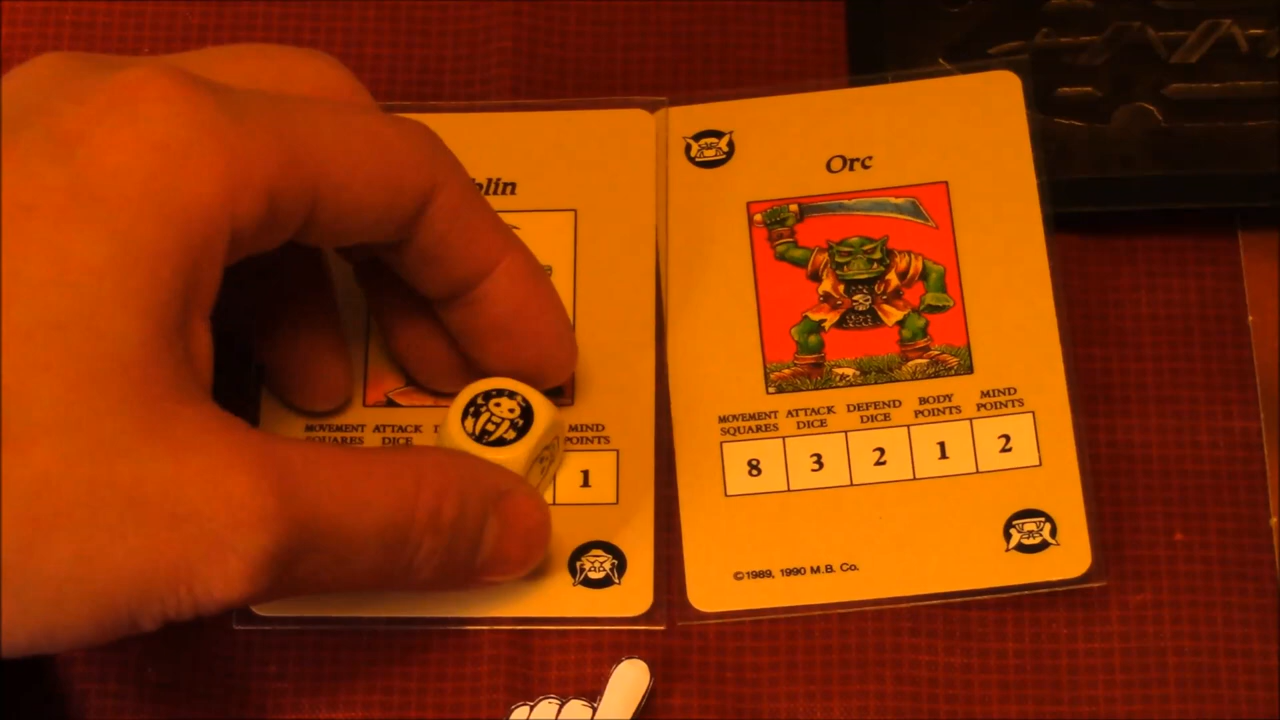 blin
MOVEMENT SQUARES
ATTACK DICE
MIND POINTS
1
Orc
MOVEMENT SQUARES
ATTACK DICE
DEFEND DICE
BODY POINTS
MIND POINTS
8 3 2 1 2
©1989, 1990 M.B. Co.